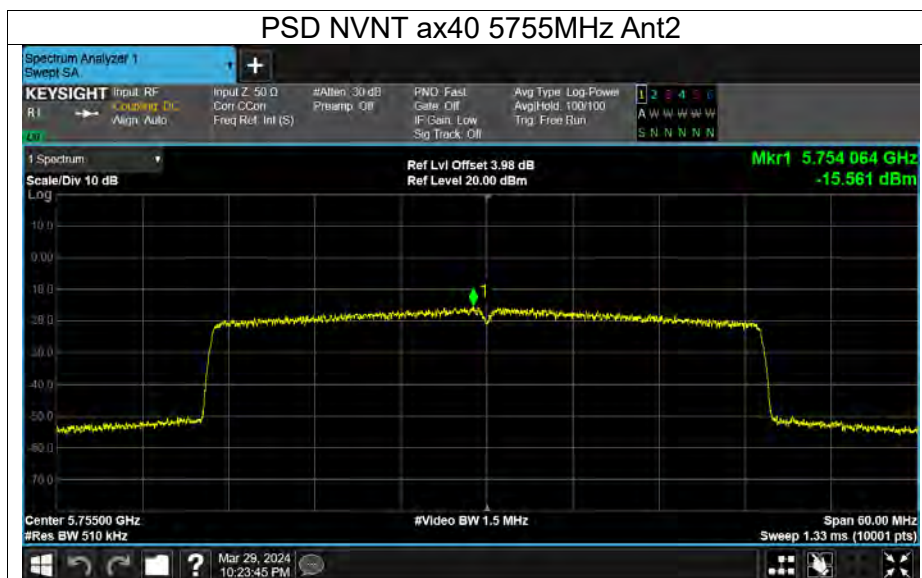 PSD NVNT ax40 5755MHz Ant2
Spectrum Analyzer 1
Swept SA
+
KEYSIGHT Input: RF Input Z: 50 Ω #Atten: 30 dB PNO: Fast Avg Type: Log-Power 1 2 3 4 5 6
Coupling: DC Corr CCorr Preamp: Off Gate: Off Avg|Hold: 100/100 A W W W W W
Align: Auto Freq Ref: Int (S) IF Gain: Low Trig: Free Run
Sig Track: Off S N N N N N
1 Spectrum Ref Lvl Offset 3.98 dB Mkr1 5.754 064 GHz
Scale/Div 10 dB Ref Level 20.00 dBm -15.561 dBm
Log
10.0
0.00
-10.0
1
-20.0
-30.0
-40.0
-50.0
-60.0
-70.0
Center 5.75500 GHz #Video BW 1.5 MHz Span 60.00 MHz
#Res BW 510 kHz Sweep 1.33 ms (10001 pts)
? Mar 29, 2024
10:23:45 PM